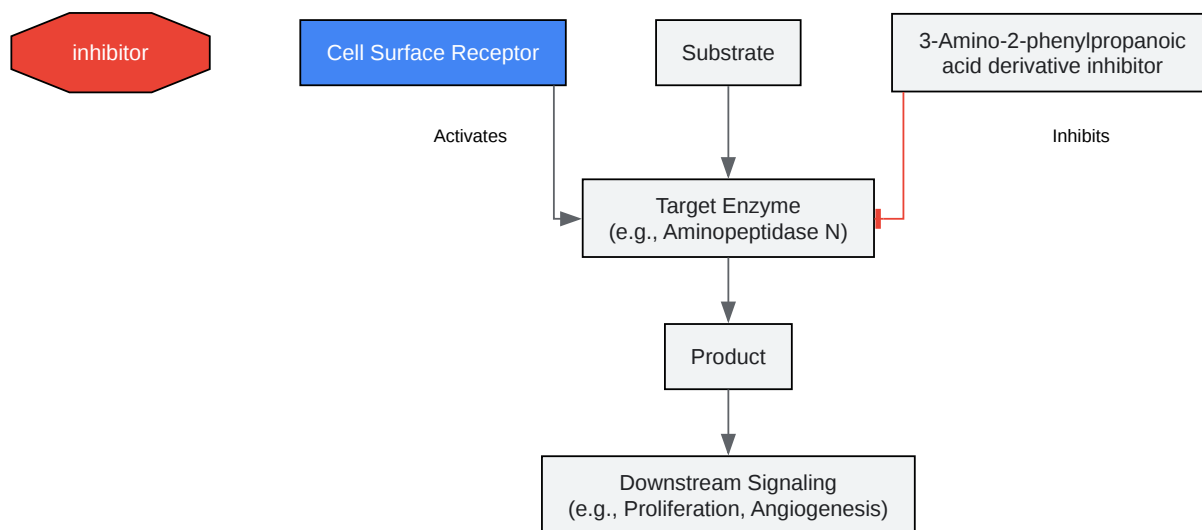 inhibitor
Cell Surface Receptor
Substrate
3-Amino-2-phenylpropanoic
acid derivative inhibitor
Activates
Inhibits
Target Enzyme
(e.g., Aminopeptidase N)
Product
Downstream Signaling
(e.g., Proliferation, Angiogenesis)